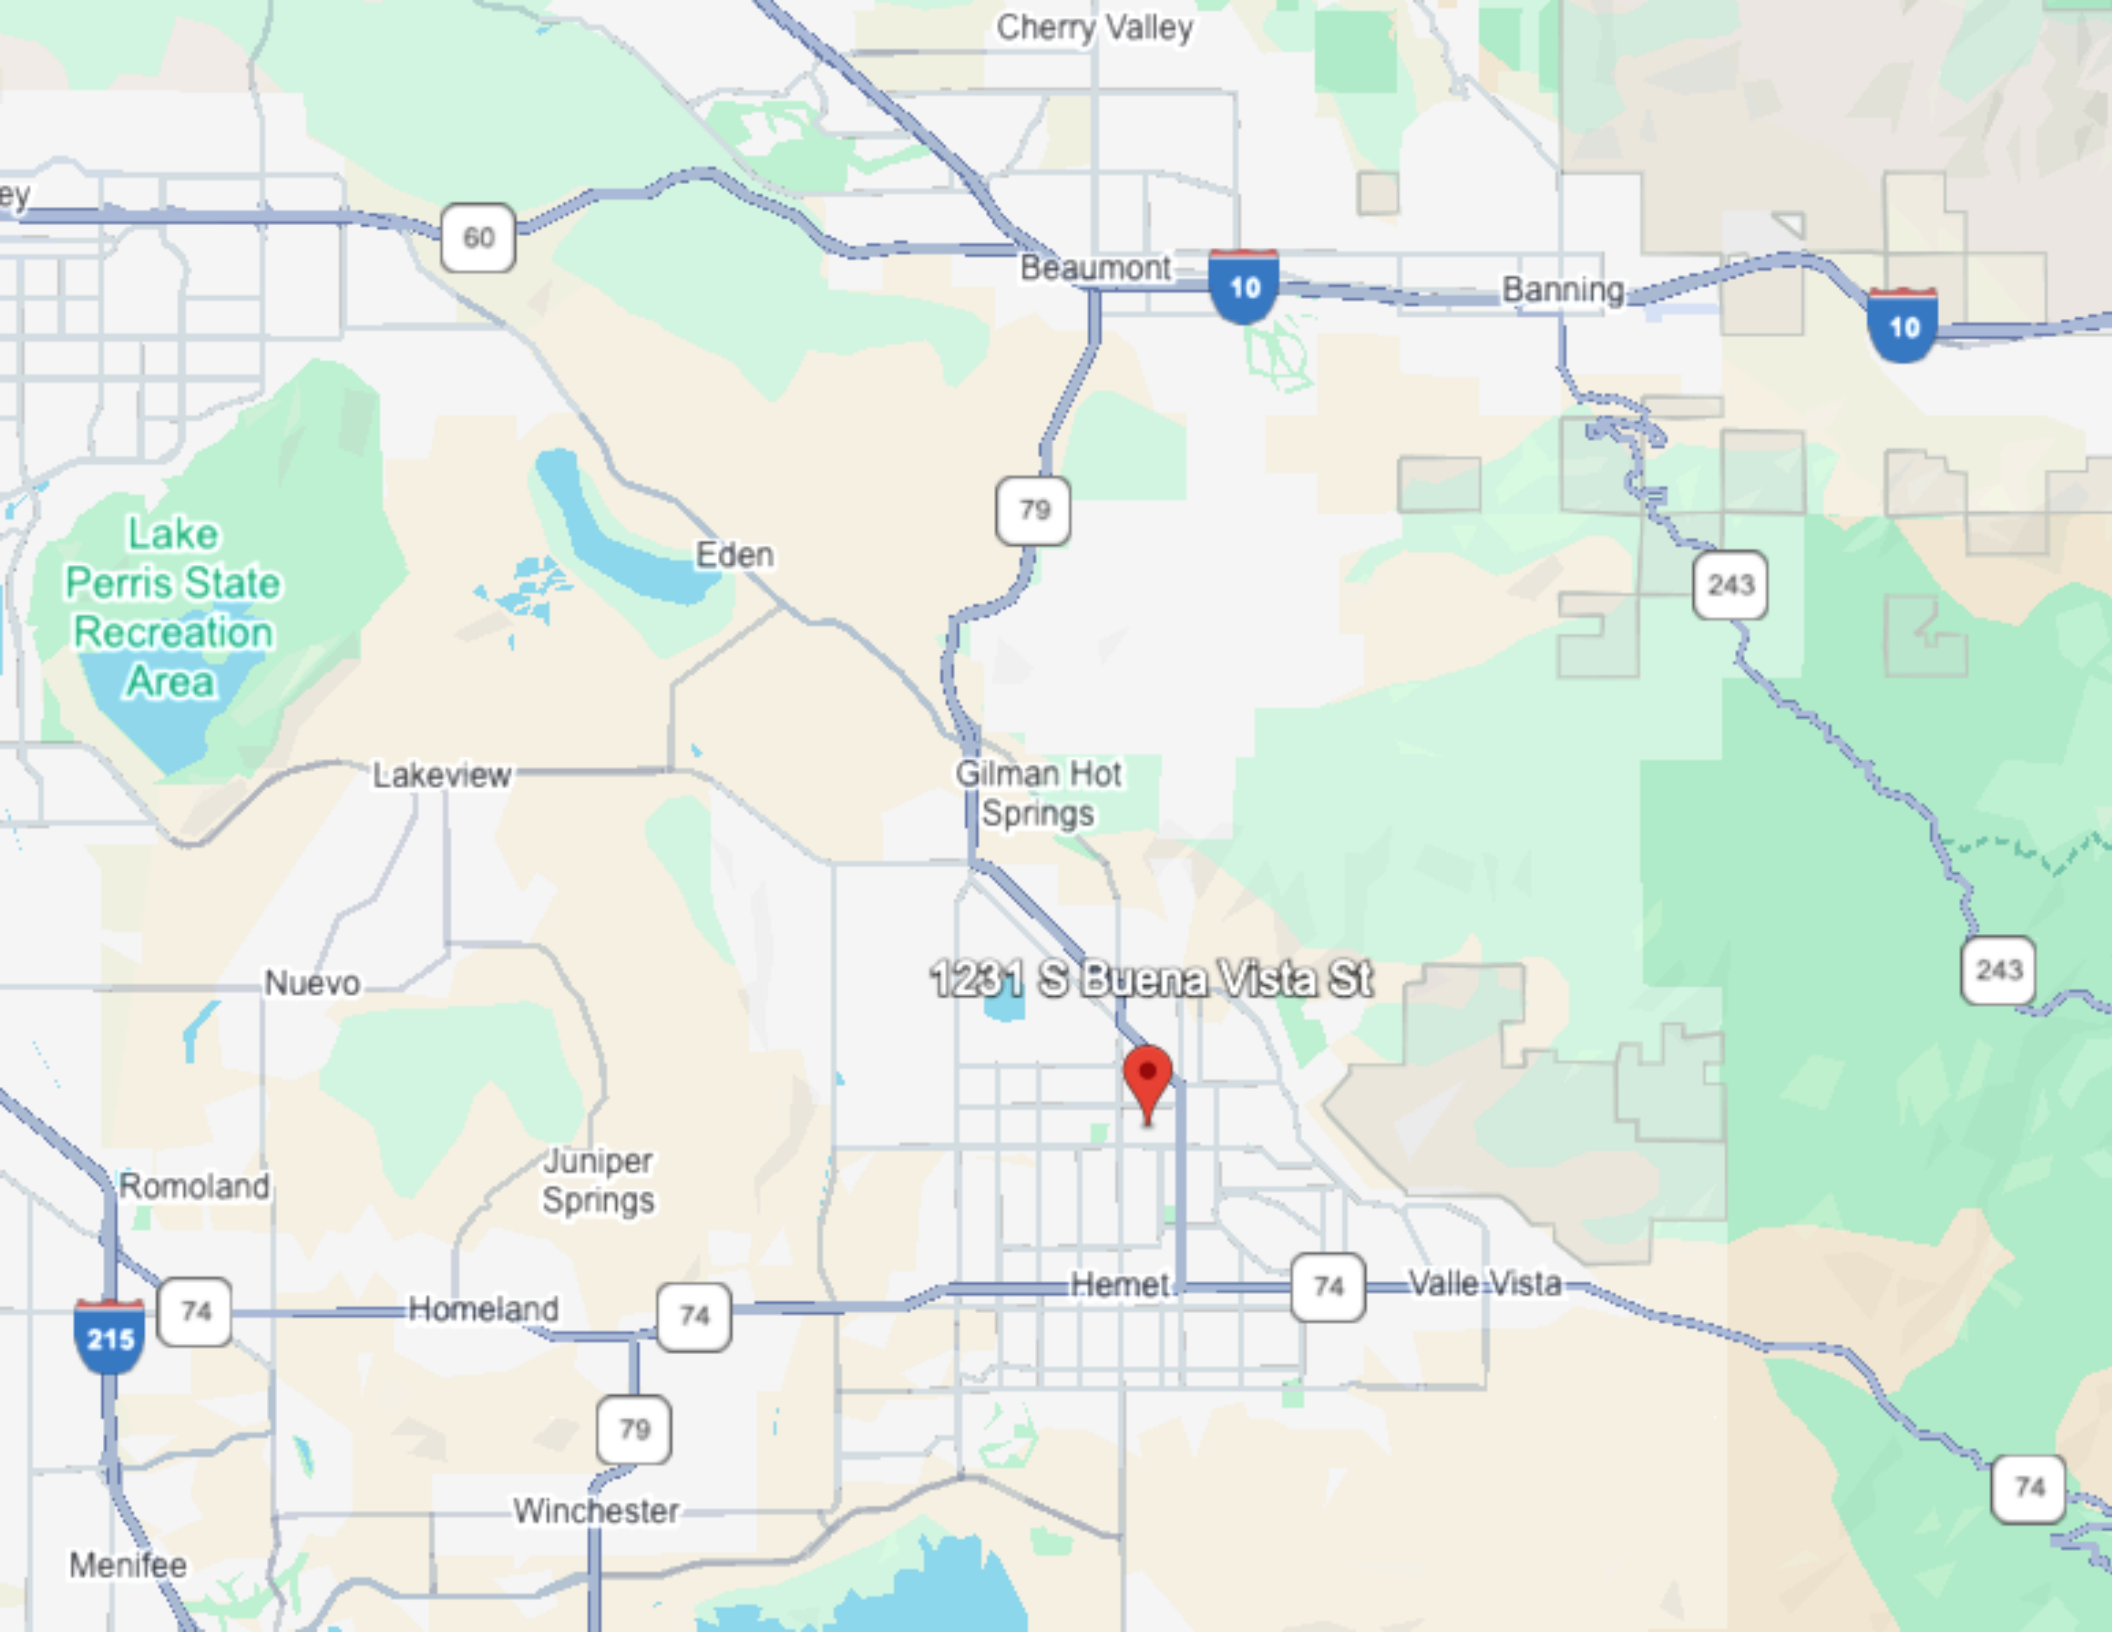 Cherry Valley
ey
60
Beaumont
10
Banning
10
79
Lake
Perris State
Recreation
Area
Eden
243
Lakeview
Gilman Hot
Springs
1231 S Buena Vista St
243
Nuevo
Juniper
Springs
Romoland
74
Homeland
74
Hemet
74
Valle Vista
215
79
74
Winchester
Menifee